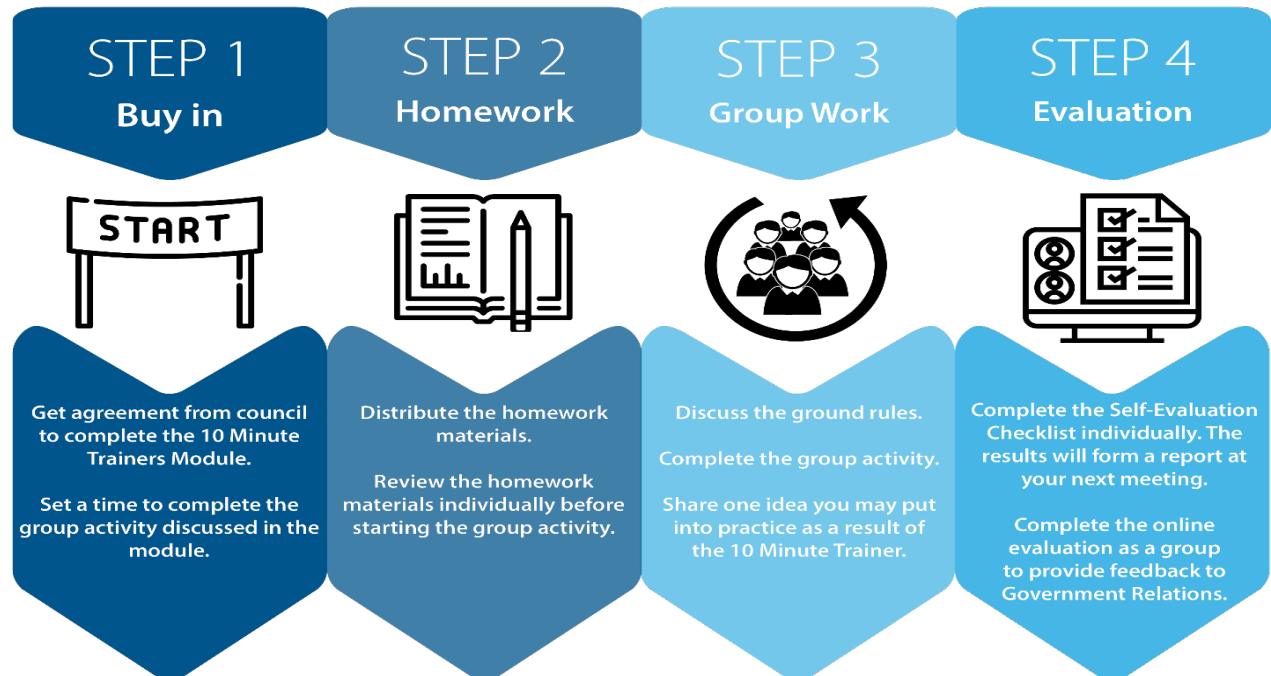 STEP 1
Buy in
START
Get agreement from council
to complete the 10 Minute
Trainers Module.
Set a time to complete the
group activity discussed in the
module.
STEP 2
Homework
Distribute the homework
materials.
Review the homework
materials individually before
starting the group activity.
STEP 3
Group Work
Discuss the ground rules.
Complete the group activity.
Share one idea you may put
into practice as a result of
the 10 Minute Trainer.
STEP 4
Evaluation
Complete the Self-Evaluation
Checklist individually. The
results will form a report at
your next meeting.
Complete the online
evaluation as a group
to provide feedback to
Government Relations.